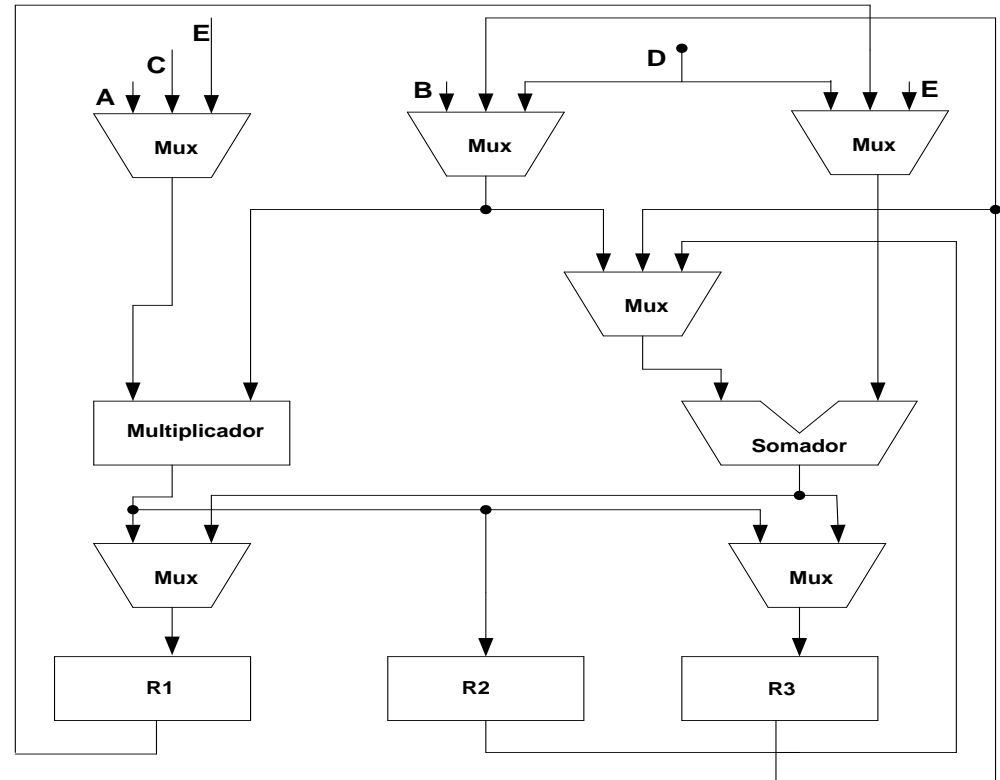 E
C
A
D
B
E
Mux
Mux
Mux
Mux
Multiplicador
Somador
Mux
Mux
R1
R2
R3